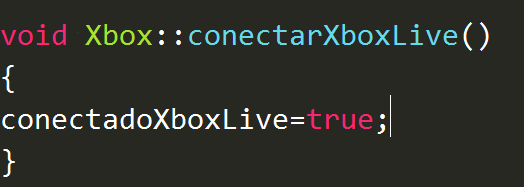 void Xbox::conectarXboxLive()
{
conectadoXboxLive=true;
}